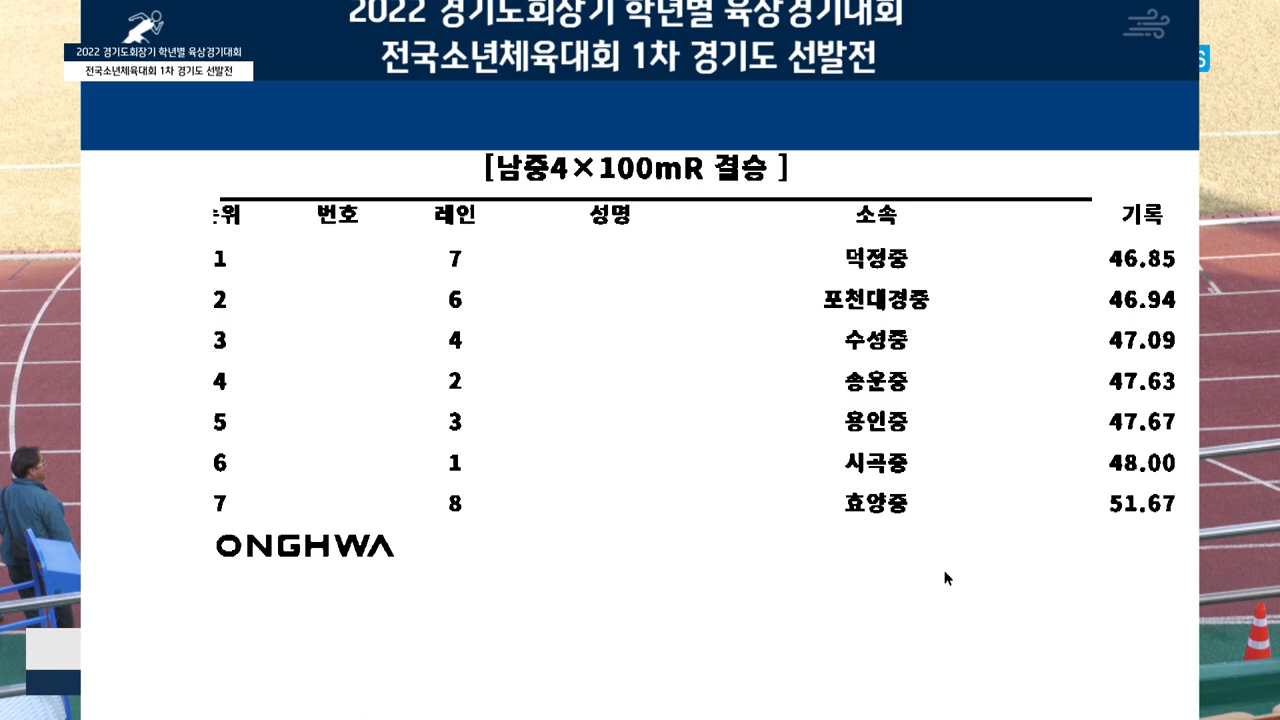 2022 경기도회장기 학년별 육상경기대회
전국소년체육대회 1차 경기도 선발전
2022 경기도회장기 학년별 육상경기대회
전국소년체육대회 1차 경기도 선발전
[남중4×100mR 결승 ]
순위 번호 레인 성명 소속 기록
1 7 덕정중 46.85
2 6 포천대경중 46.94
3 4 수성중 47.09
4 2 송운중 47.63
5 3 용인중 47.67
6 1 시곡중 48.00
7 8 효양중 51.67
ONGHWA